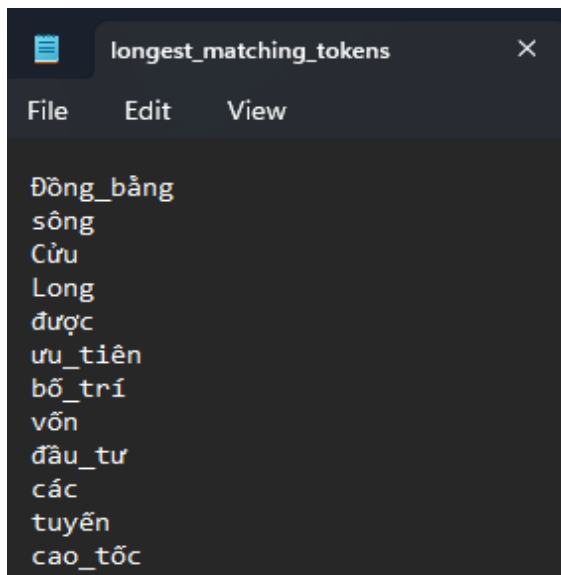 longest_matching_tokens
File Edit View
Đồng_bằng
sông
Cửu
Long
được
ưu_tiên
bố_trí
vốn
đầu_tư
các
tuyến
cao_tốc